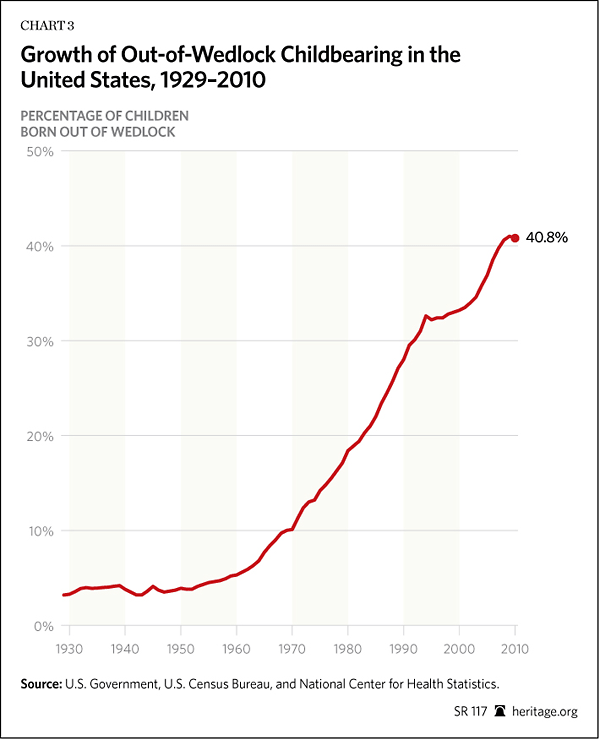 CHART 3
Growth of Out-of-Wedlock Childbearing in the
United States, 1929–2010
PERCENTAGE OF CHILDREN
BORN OUT OF WEDLOCK
50%
40%
40.8%
30%
20%
10%
0%
1930 1940 1950 1960 1970 1980 1990 2000 2010
Source: U.S. Government, U.S. Census Bureau, and National Center for Health Statistics.
SR 117 heritage.org